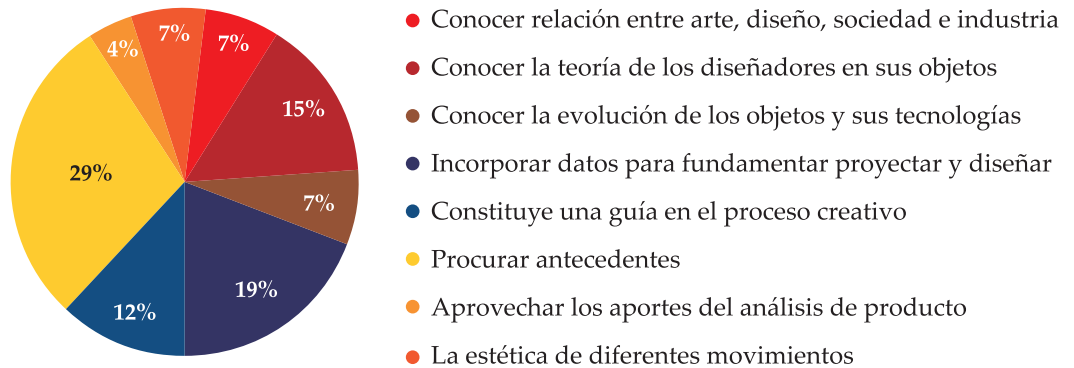 7%
15%
7%
19%
12%
29%
4%
7%
Conocer relación entre arte, diseño, sociedad e industria
Conocer la teoría de los diseñadores en sus objetos
Conocer la evolución de los objetos y sus tecnologías
Incorporar datos para fundamentar proyectar y diseñar
Constituye una guía en el proceso creativo
Procurar antecedentes
Aprovechar los aportes del análisis de producto
La estética de diferentes movimientos